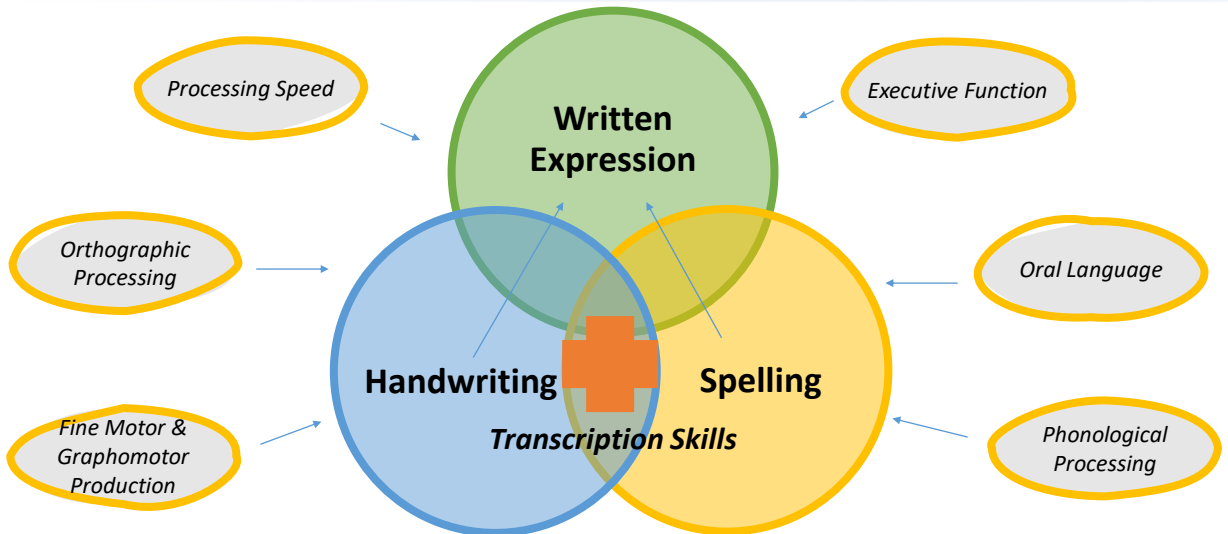 Processing Speed
Executive Function
Written
Expression
Orthographic
Processing
Oral Language
Handwriting
Spelling
Transcription Skills
Fine Motor &
Graphomotor
Production
Phonological
Processing